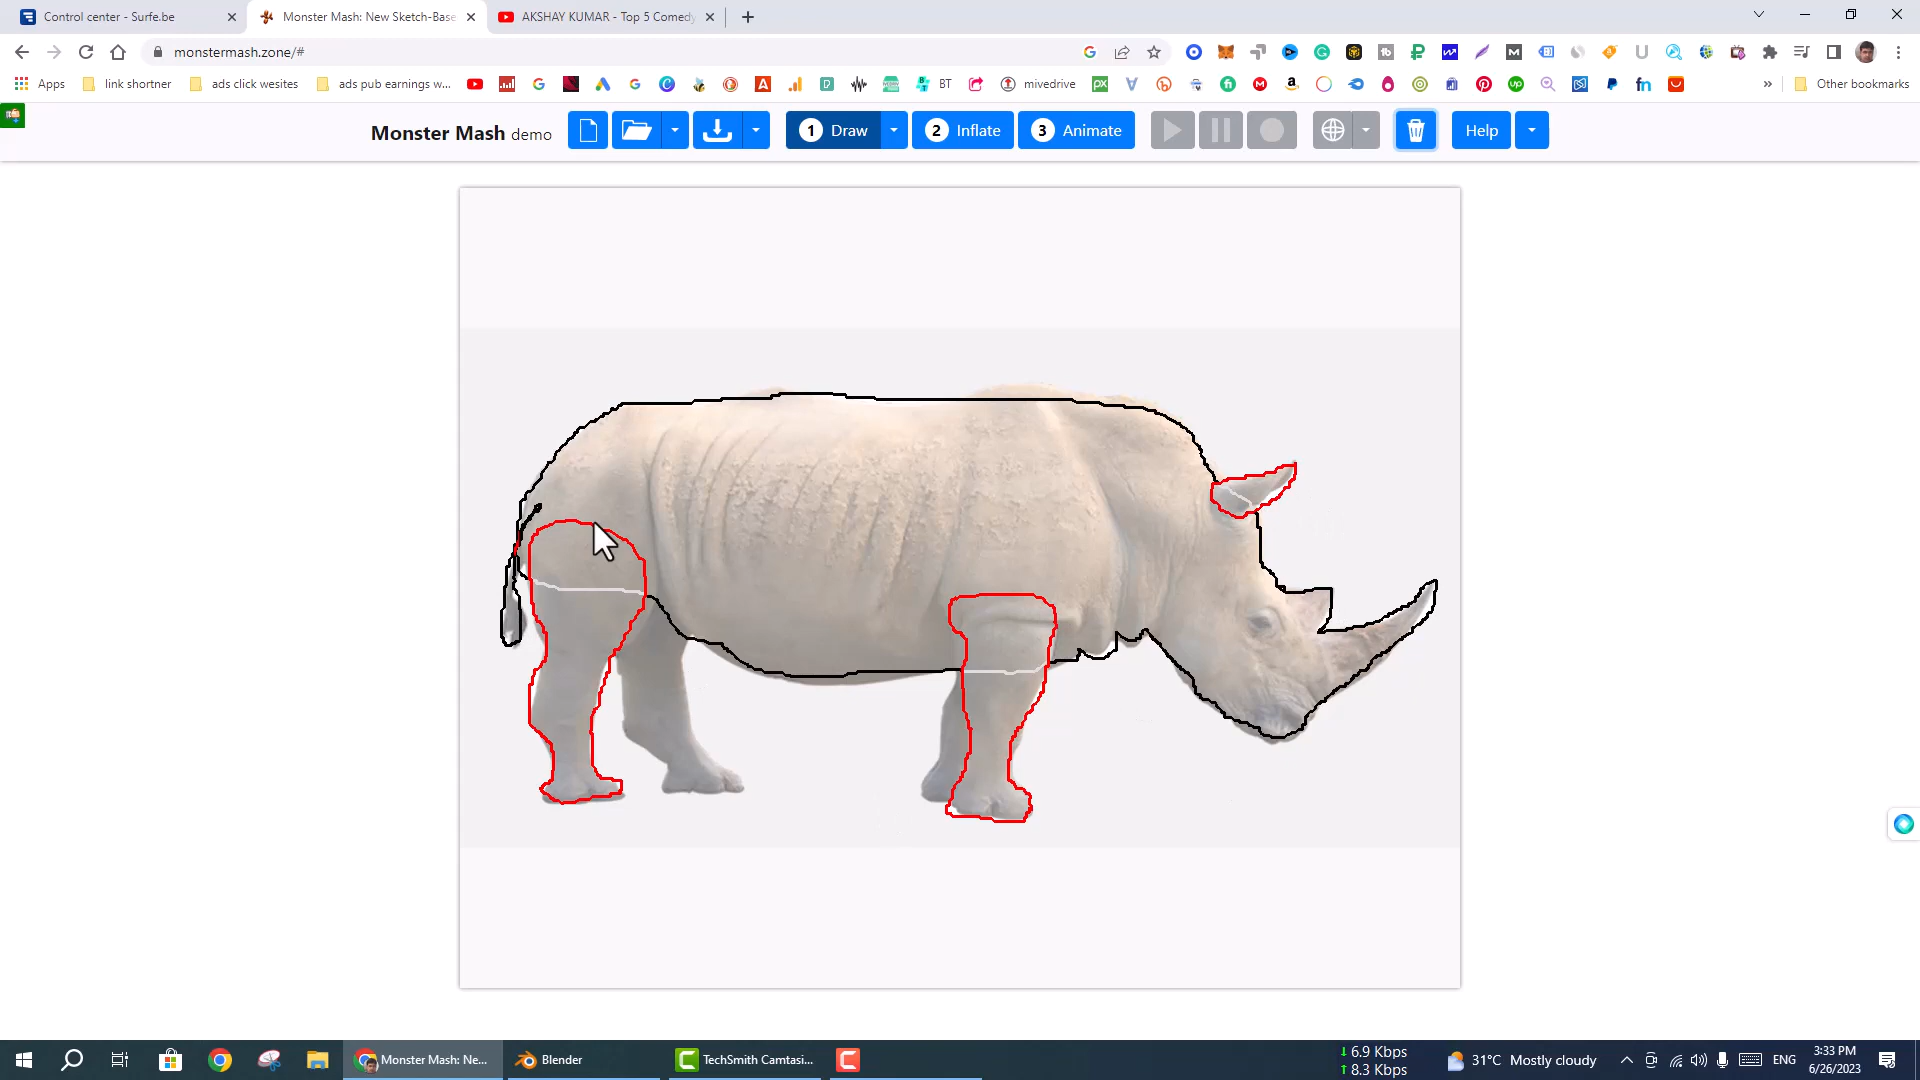 Control center - Surfe.be
Monster Mash: New Sketch-Base
AKSHAY KUMAR - Top 5 Comedy
monstermash.zone/#
Apps
link shortner
ads click wesites
ads pub earnings w...
BT
mivedrive
Other bookmarks
Monster Mash demo
1 Draw
2 Inflate
3 Animate
Help
Monster Mash: Ne...
Blender
TechSmith Camtasi...
6.9 Kbps
8.3 Kbps
31°C Mostly cloudy
ENG
3:33 PM
6/26/2023